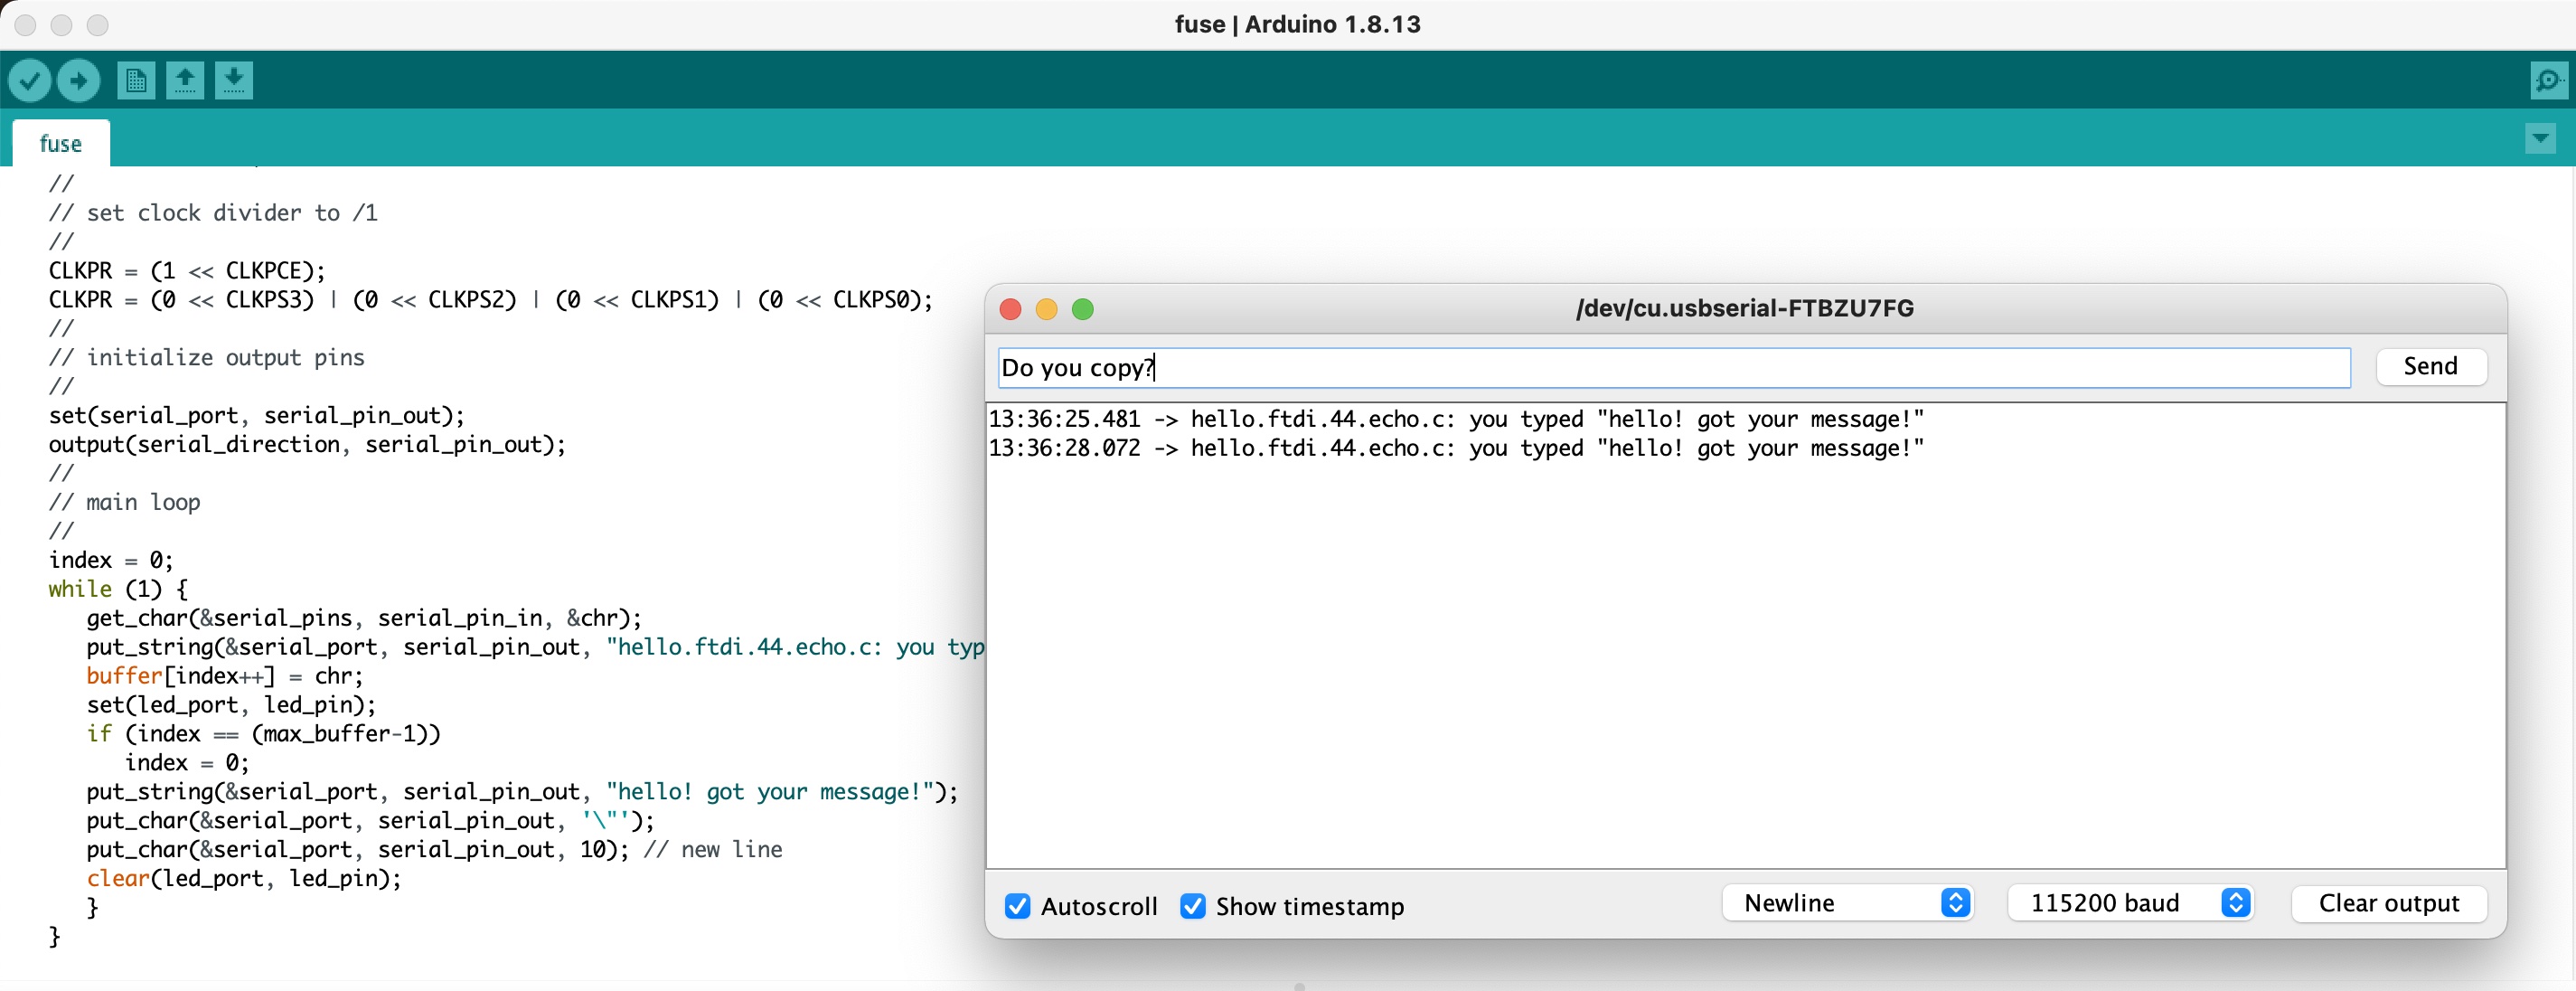 fuse | Arduino 1.8.13
fuse
//
// set clock divider to /1
//
CLKPR = (1 << CLKPCE);
CLKPR = (0 << CLKPS3) | (0 << CLKPS2) | (0 << CLKPS1) | (0 << CLKPS0);
//
// initialize output pins
//
set(serial_port, serial_pin_out);
output(serial_direction, serial_pin_out);
//
// main loop
//
index = 0;
while (1) {
get_char(&serial_pins, serial_pin_in, &chr);
put_string(&serial_port, serial_pin_out, "hello.ftdi.44.echo.c: you typ
buffer[index++] = chr;
set(led_port, led_pin);
if (index == (max_buffer-1))
index = 0;
put_string(&serial_port, serial_pin_out, "hello! got your message!");
put_char(&serial_port, serial_pin_out, '\"');
put_char(&serial_port, serial_pin_out, 10); // new line
clear(led_port, led_pin);
}
}
/dev/cu.usbserial-FTBZU7FG
Do you copy?
Send
13:36:25.481 -> hello.ftdi.44.echo.c: you typed "hello! got your message!"
13:36:28.072 -> hello.ftdi.44.echo.c: you typed "hello! got your message!"
Autoscroll
Show timestamp
Newline
115200 baud
Clear output